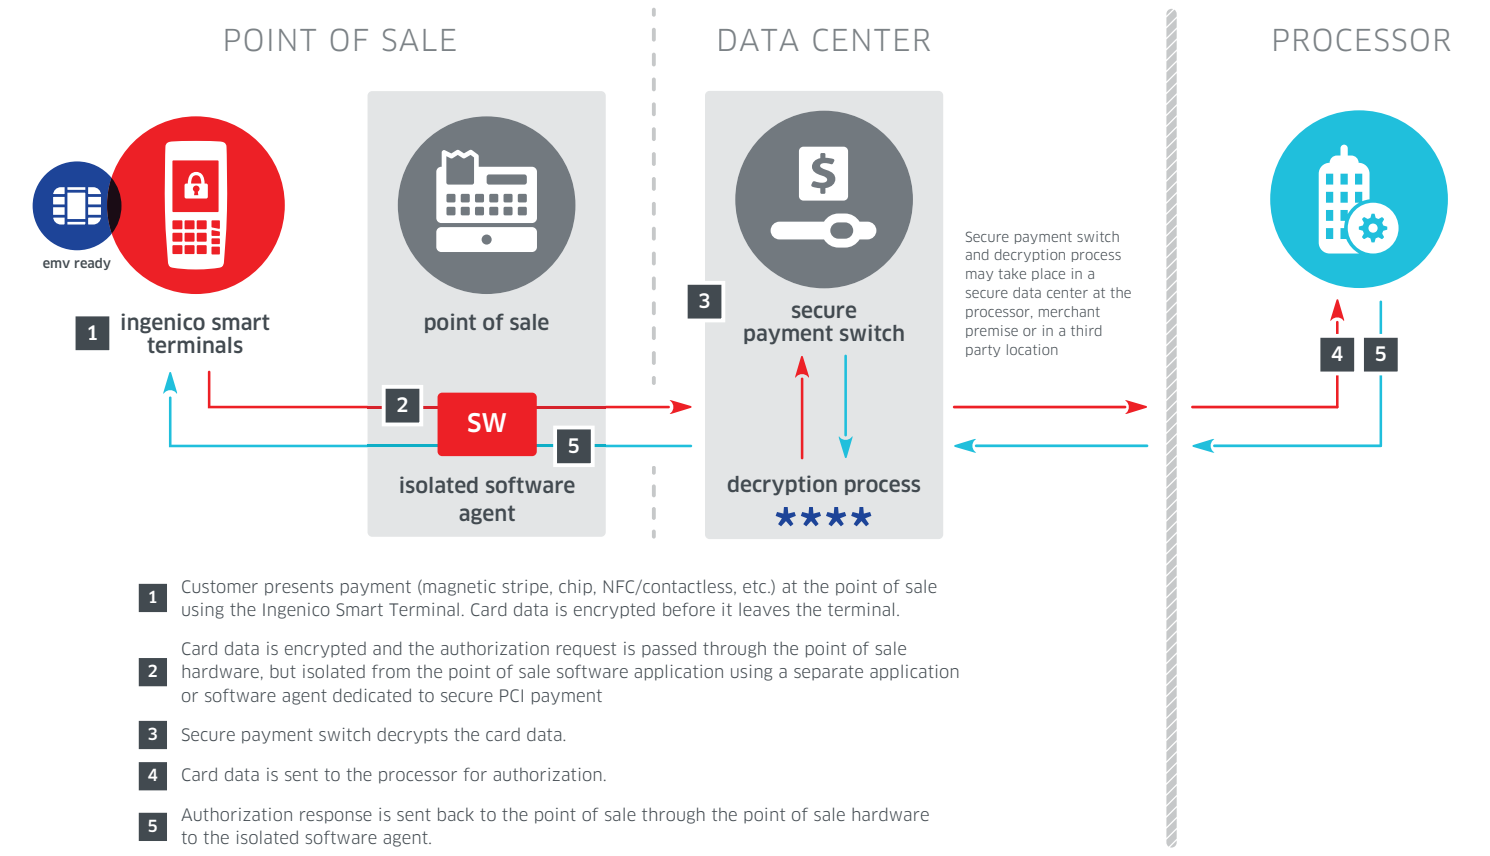 POINT OF SALE
DATA CENTER
PROCESSOR
emv ready
1
ingenico smart
terminals
point of sale
$
3
secure
payment switch
Secure payment switch
and decryption process
may take place in a
secure data center at the
processor, merchant
premise or in a third
party location
4
5
2
SW
5
isolated software
agent
decryption process
****
1
Customer presents payment (magnetic stripe, chip, NFC/contactless, etc.) at the point of sale
using the Ingenico Smart Terminal. Card data is encrypted before it leaves the terminal.
2
Card data is encrypted and the authorization request is passed through the point of sale
hardware, but isolated from the point of sale software application using a separate application
or software agent dedicated to secure PCI payment
3
Secure payment switch decrypts the card data.
4
Card data is sent to the processor for authorization.
5
Authorization response is sent back to the point of sale through the point of sale hardware
to the isolated software agent.